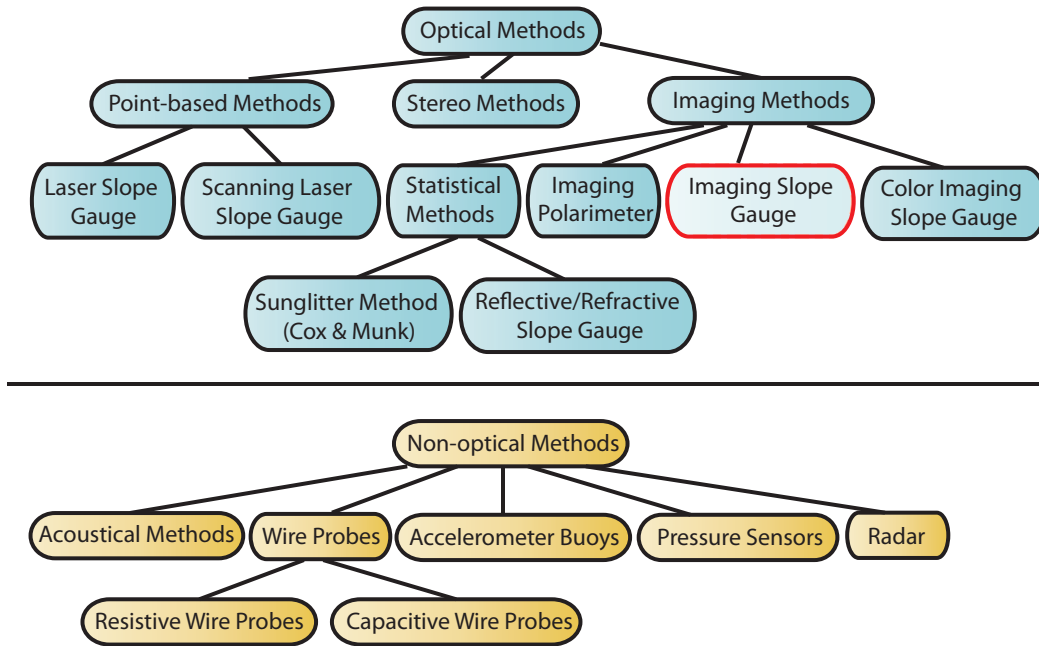 Optical Methods
Point-based Methods
Stereo Methods
Imaging Methods
Laser Slope
Gauge
Scanning Laser
Slope Gauge
Statistical
Methods
Imaging
Polarimeter
Imaging Slope
Gauge
Color Imaging
Slope Gauge
Sunglitter Method
(Cox & Munk)
Reflective/Refractive
Slope Gauge
Non-optical Methods
Acoustical Methods
Wire Probes
Accelerometer Buoys
Pressure Sensors
Radar
Resistive Wire Probes
Capacitive Wire Probes